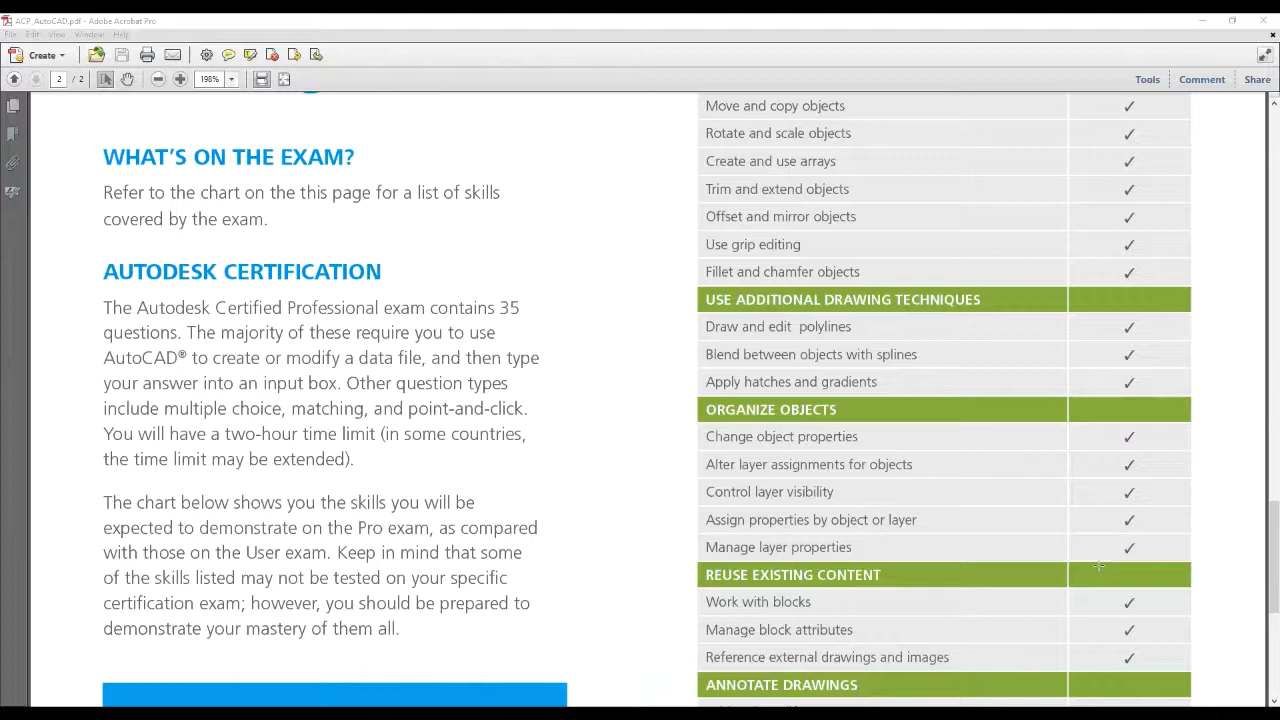 ACP_AutoCAD.pdf - Adobe Acrobat Pro
File Edit View Window Help
Create
2 / 2
198%
Tools Comment Share
WHAT'S ON THE EXAM?
Refer to the chart on the this page for a list of skills
covered by the exam.
AUTODESK CERTIFICATION
The Autodesk Certified Professional exam contains 35
questions. The majority of these require you to use
AutoCAD® to create or modify a data file, and then type
your answer into an input box. Other question types
include multiple choice, matching, and point-and-click.
You will have a two-hour time limit (in some countries,
the time limit may be extended).
The chart below shows you the skills you will be
expected to demonstrate on the Pro exam, as compared
with those on the User exam. Keep in mind that some
of the skills listed may not be tested on your specific
certification exam; however, you should be prepared to
demonstrate your mastery of them all.
Move and copy objects ✓
Rotate and scale objects ✓
Create and use arrays ✓
Trim and extend objects ✓
Offset and mirror objects ✓
Use grip editing ✓
Fillet and chamfer objects ✓
USE ADDITIONAL DRAWING TECHNIQUES
Draw and edit polylines ✓
Blend between objects with splines ✓
Apply hatches and gradients ✓
ORGANIZE OBJECTS
Change object properties ✓
Alter layer assignments for objects ✓
Control layer visibility ✓
Assign properties by object or layer ✓
Manage layer properties ✓
REUSE EXISTING CONTENT
Work with blocks ✓
Manage block attributes ✓
Reference external drawings and images ✓
ANNOTATE DRAWINGS